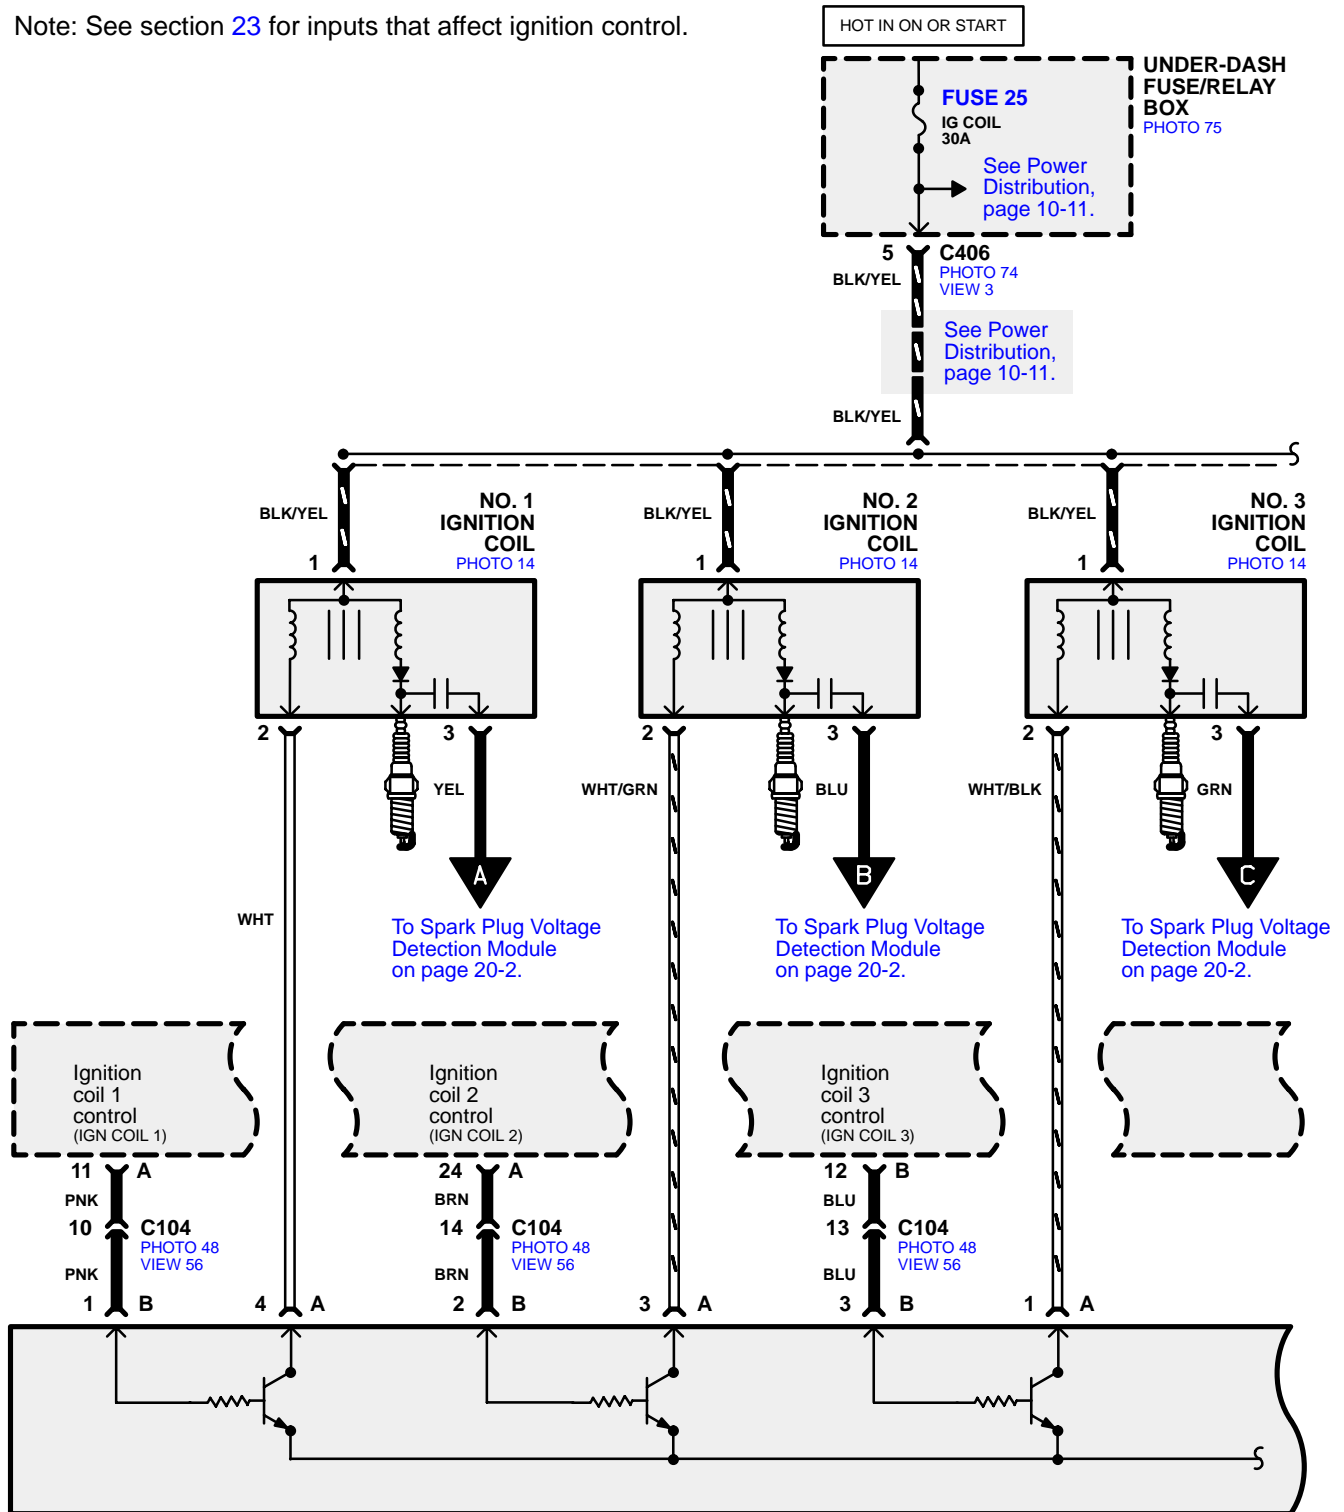 Note: See section 23 for inputs that affect ignition control.
HOT IN ON OR START
UNDER-DASH
FUSE/RELAY
BOX
PHOTO 75
FUSE 25
IG COIL
30A
See Power
Distribution,
page 10-11.
5 C406
BLK/YEL PHOTO 74
VIEW 3
See Power
Distribution,
page 10-11.
BLK/YEL
BLK/YEL
NO. 1
IGNITION
COIL
PHOTO 14
1
BLK/YEL
NO. 2
IGNITION
COIL
PHOTO 14
1
BLK/YEL
NO. 3
IGNITION
COIL
PHOTO 14
1
2 3
2 3
2 3
YEL
WHT/GRN
BLU
WHT/BLK
GRN
A
B
C
WHT
To Spark Plug Voltage
Detection Module
on page 20-2.
To Spark Plug Voltage
Detection Module
on page 20-2.
To Spark Plug Voltage
Detection Module
on page 20-2.
Ignition
coil 1
control
(IGN COIL 1)
Ignition
coil 2
control
(IGN COIL 2)
Ignition
coil 3
control
(IGN COIL 3)
11 A
PNK
10 C104
PHOTO 48
VIEW 56
PNK
1 B
4 A
24 A
BRN
14 C104
PHOTO 48
VIEW 56
BRN
2 B
3 A
12 B
BLU
13 C104
PHOTO 48
VIEW 56
BLU
3 B
1 A